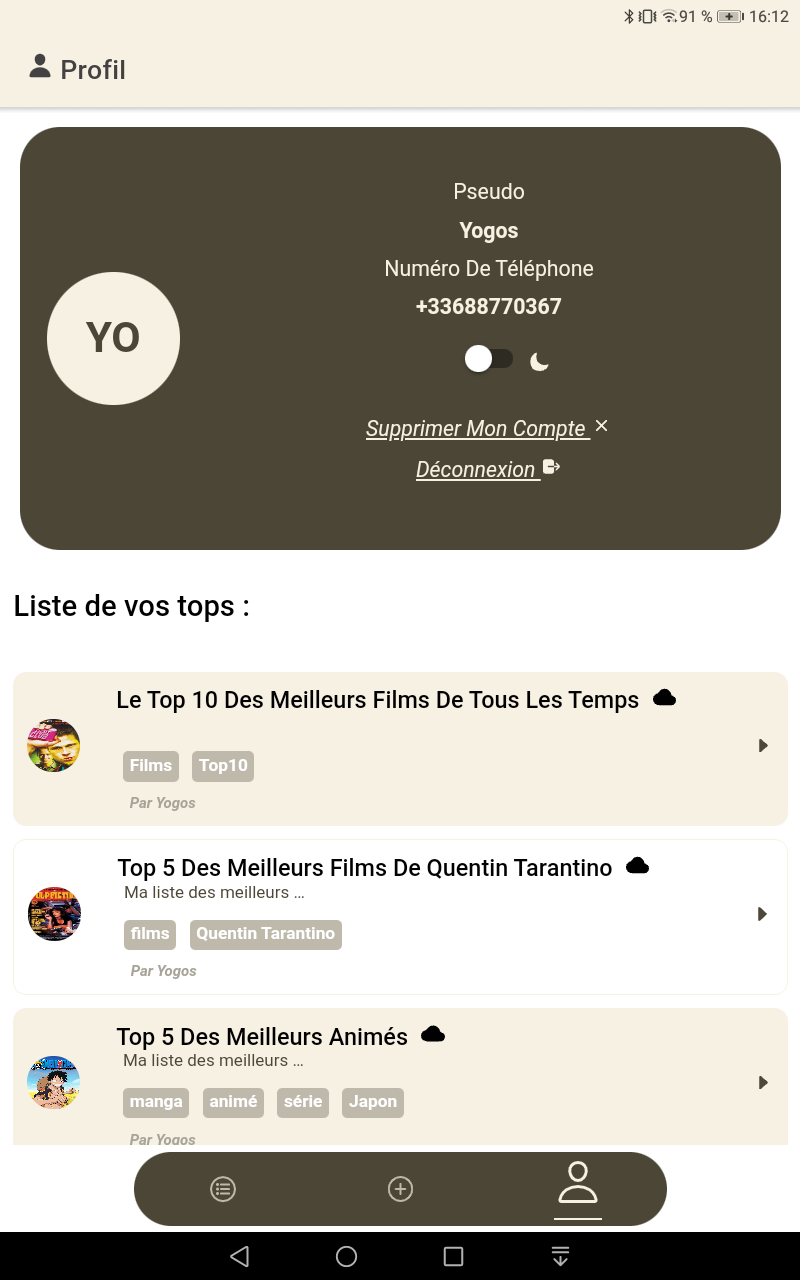 91 % 16:12
Profil
Pseudo
Yogos
Numéro De Téléphone
+33688770367
YO
Supprimer Mon Compte
Déconnexion
Liste de vos tops :
Le Top 10 Des Meilleurs Films De Tous Les Temps
Films Top10
Par Yogos
Top 5 Des Meilleurs Films De Quentin Tarantino
Ma liste des meilleurs ...
films Quentin Tarantino
Par Yogos
Top 5 Des Meilleurs Animés
Ma liste des meilleurs ...
manga animé série Japon
Par Yogos